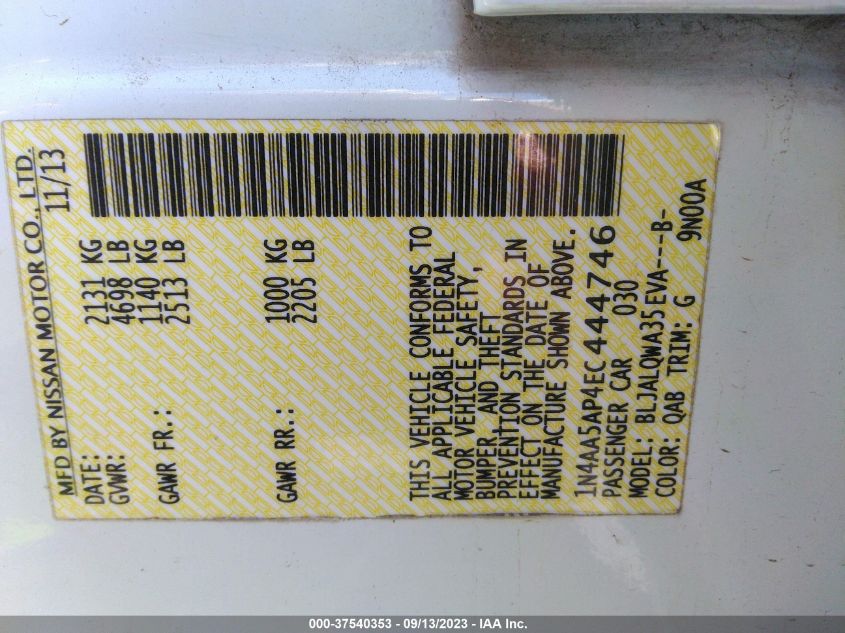 MFD BY NISSAN MOTOR CO., LTD.
DATE: 11/13
GVWR: 2131 KG
4698 LB
GAWR FR.: 1140 KG
2513 LB
GAWR RR.: 1000 KG
2205 LB
THIS VEHICLE CONFORMS TO
ALL APPLICABLE FEDERAL
MOTOR VEHICLE SAFETY,
BUMPER, AND THEFT
PREVENTION STANDARDS IN
EFFECT ON THE DATE OF
MANUFACTURE SHOWN ABOVE.
1N4AA5AP4EC444746
PASSENGER CAR 030
MODEL: BLJALQWA35EVA---B-
COLOR: QAB TRIM: G 9N00A
000-37540353 - 09/13/2023 - IAA Inc.